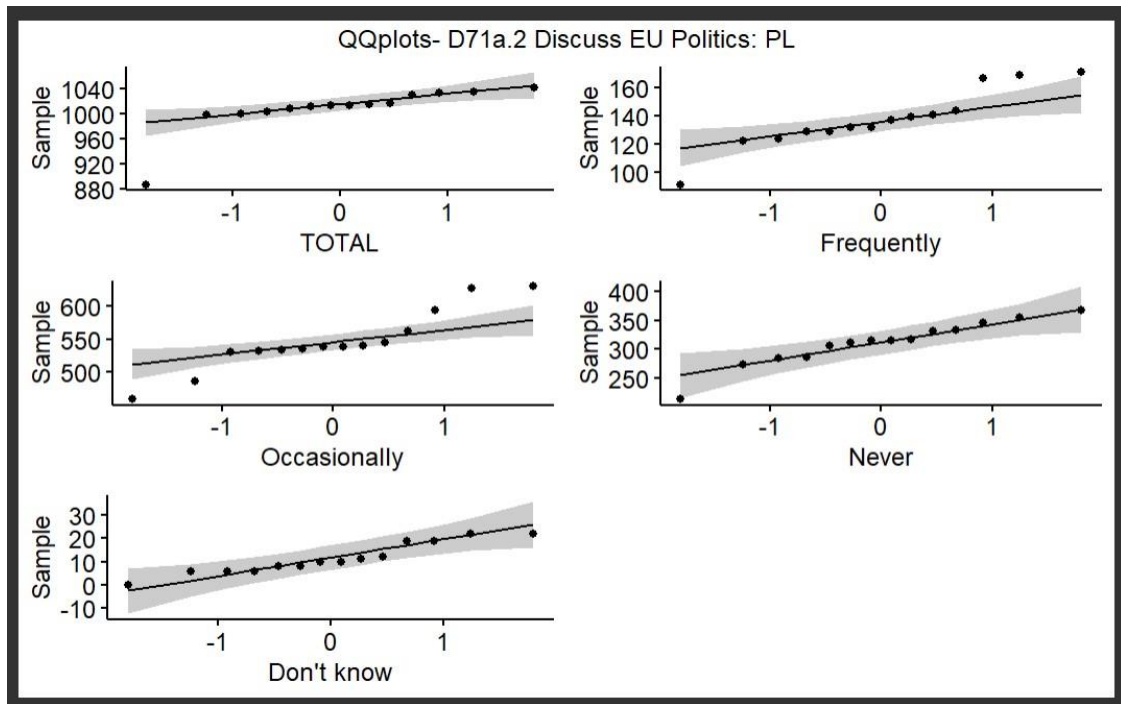 QQplots- D71a.2 Discuss EU Politics: PL
Sample
1040
1000
960
920
880
-1 0 1
TOTAL
Sample
160
140
120
100
-1 0 1
Frequently
Sample
600
550
500
-1 0 1
Occasionally
Sample
400
350
300
250
-1 0 1
Never
Sample
30
20
10
0
-10
-1 0 1
Don't know